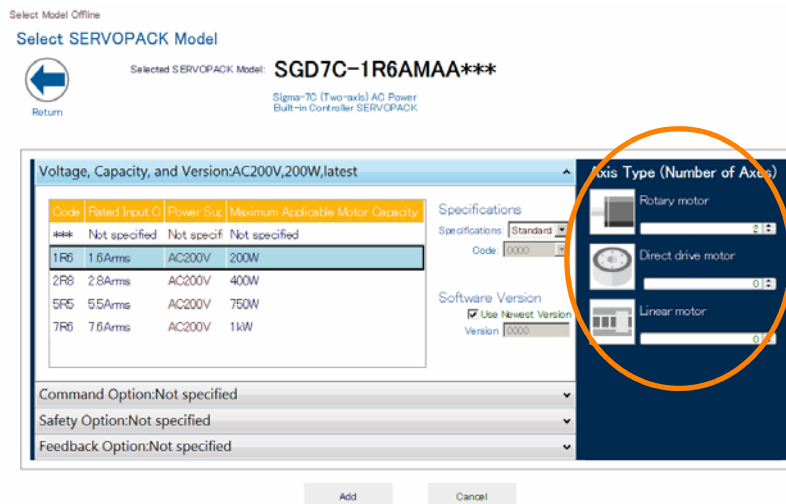 Select Model Offline
Select SERVOPACK Model
Return
Selected SERVOPACK Model: SGD7C-1R6AMAA***
Sigma-7C (Two-axis) AC Power
Built-in Controller SERVOPACK
Voltage, Capacity, and Version:AC200V,200W,latest
Code Rated Input C Power Sup Maximum Applicable Motor Capacity
*** Not specified Not specifi Not specified
1R6 1.6Arms AC200V 200W
2R8 2.8Arms AC200V 400W
5R5 5.5Arms AC200V 750W
7R6 7.6Arms AC200V 1kW
Specifications
Specifications: Standard
Code: 0000
Software Version
Use Newest Version
Version 0000
Command Option:Not specified
Safety Option:Not specified
Feedback Option:Not specified
Axis Type (Number of Axes)
Rotary motor
2
Direct drive motor
0
Linear motor
0
Add
Cancel